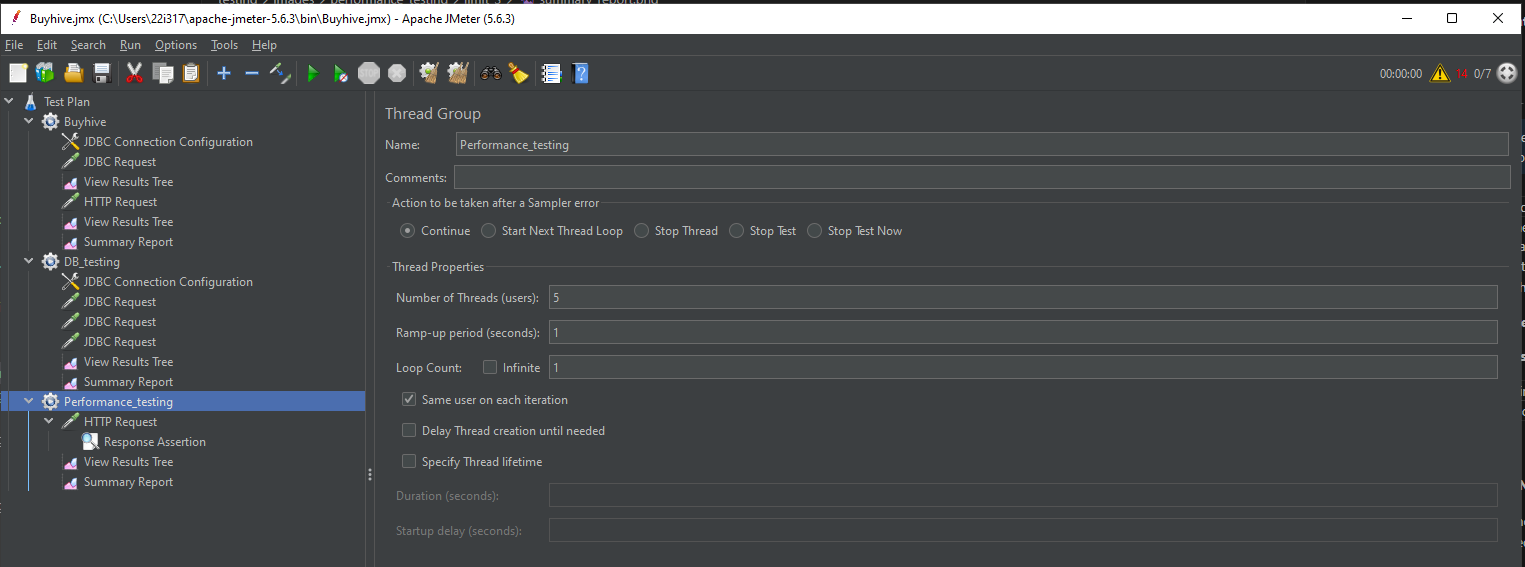 Buyhive.jmx (C:\Users\22i317\apache-jmeter-5.6.3\bin\Buyhive.jmx) - Apache JMeter (5.6.3)
File Edit Search Run Options Tools Help
STOP
00:00:00 14 0/7
Test Plan
Buyhive
JDBC Connection Configuration
JDBC Request
View Results Tree
HTTP Request
View Results Tree
Summary Report
DB_testing
JDBC Connection Configuration
JDBC Request
JDBC Request
JDBC Request
View Results Tree
Summary Report
Performance_testing
HTTP Request
Response Assertion
View Results Tree
Summary Report
Thread Group
Name: Performance_testing
Comments:
Action to be taken after a Sampler error
Continue Start Next Thread Loop Stop Thread Stop Test Stop Test Now
Thread Properties
Number of Threads (users): 5
Ramp-up period (seconds): 1
Loop Count: Infinite 1
Same user on each iteration
Delay Thread creation until needed
Specify Thread lifetime
Duration (seconds):
Startup delay (seconds):